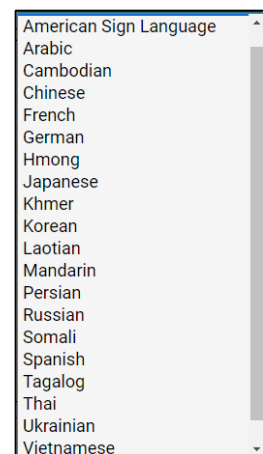 American Sign Language
Arabic
Cambodian
Chinese
French
German
Hmong
Japanese
Khmer
Korean
Laotian
Mandarin
Persian
Russian
Somali
Spanish
Tagalog
Thai
Ukrainian
Vietnamese